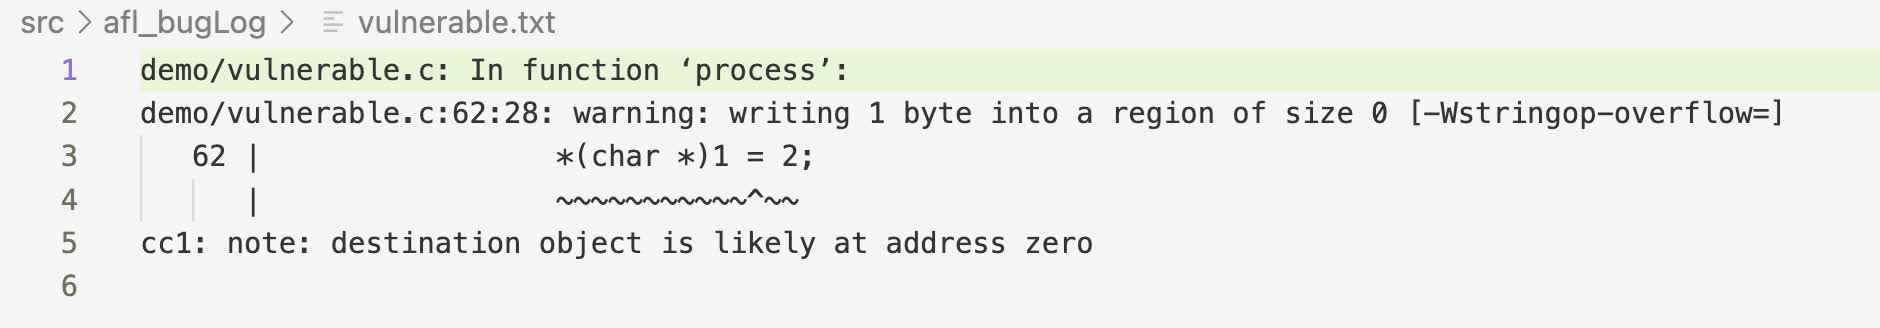 src > afl_bugLog > vulnerable.txt
1 demo/vulnerable.c: In function ‘process’:
2 demo/vulnerable.c:62:28: warning: writing 1 byte into a region of size 0 [-Wstringop-overflow=]
3    62 |                 *(char *)1 = 2;
4       |                 ~~~~~~~~~~~^~~
5 cc1: note: destination object is likely at address zero
6